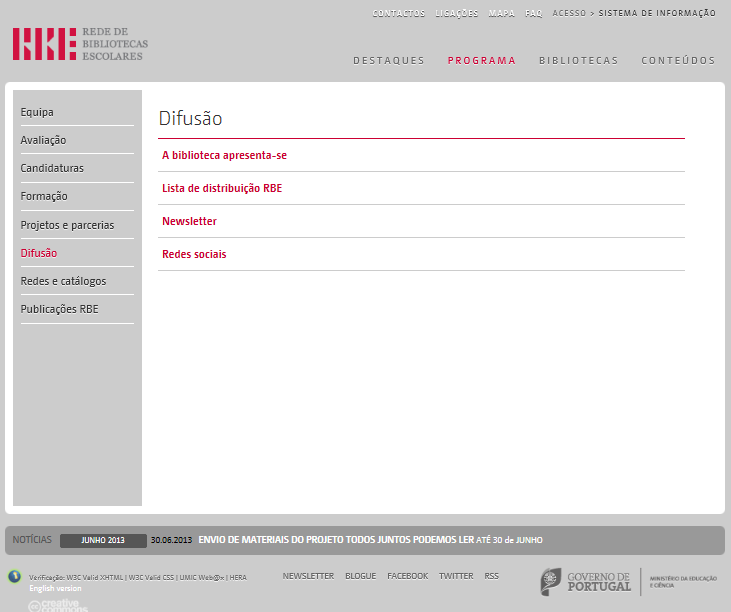 CONTACTOS LIGAÇÕES MAPA FAQ ACESSO > SISTEMA DE INFORMAÇÃO
REDE DE
BIBLIOTECAS
ESCOLARES
DESTAQUES PROGRAMA BIBLIOTECAS CONTEÚDOS
Equipa
Avaliação
Candidaturas
Formação
Projetos e parcerias
Difusão
Redes e catálogos
Publicações RBE
Difusão
A biblioteca apresenta-se
Lista de distribuição RBE
Newsletter
Redes sociais
NOTÍCIAS JUNHO 2013 30.06.2013 ENVIO DE MATERIAIS DO PROJETO TODOS JUNTOS PODEMOS LER ATÉ 30 de JUNHO
Verificação: W3C Valid XHTML | W3C Valid CSS | UMIC Web@x | HERA
English version
creative
commons
NEWSLETTER BLOGUE FACEBOOK TWITTER RSS
GOVERNO DE
PORTUGAL
MINISTÉRIO DA EDUCAÇÃO
E CIÊNCIA